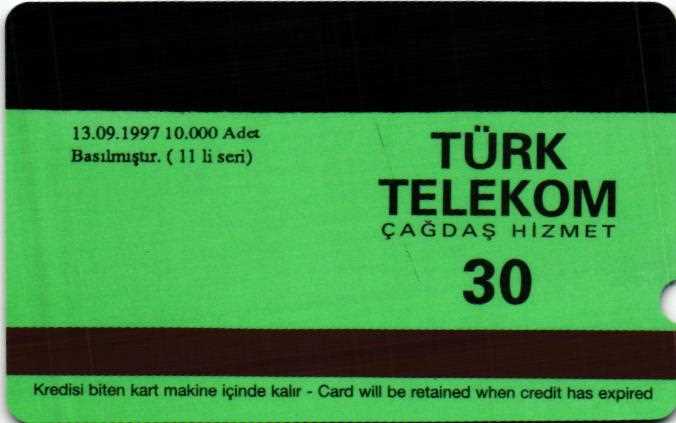 13.09.1997 10.000 Adet
Basılmıştır. ( 11 li seri)
TÜRK
TELEKOM
ÇAĞDAŞ HİZMET
30
Kredisi biten kart makine içinde kalır - Card will be retained when credit has expired